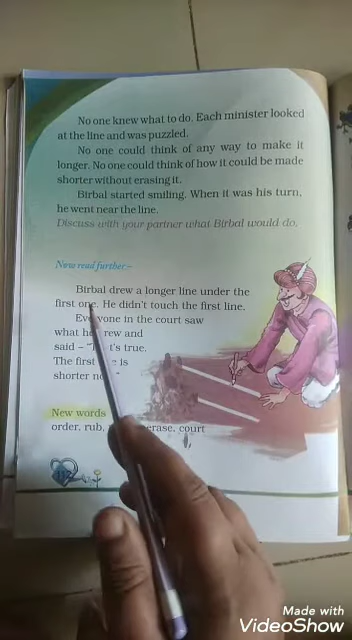 No one knew what to do. Each minister looked
at the line and was puzzled.
No one could think of any way to make it
longer. No one could think of how it could be made
shorter without erasing it.
Birbal started smiling. When it was his turn,
he went near the line.
Discuss with your partner what Birbal would do.
Now read further:-
Birbal drew a longer line under the
first one. He didn't touch the first line.
in the court saw
what rew and
said – t's true.
The first is
shorter
New words
order, rub, erase, court
Made with
VideoShow